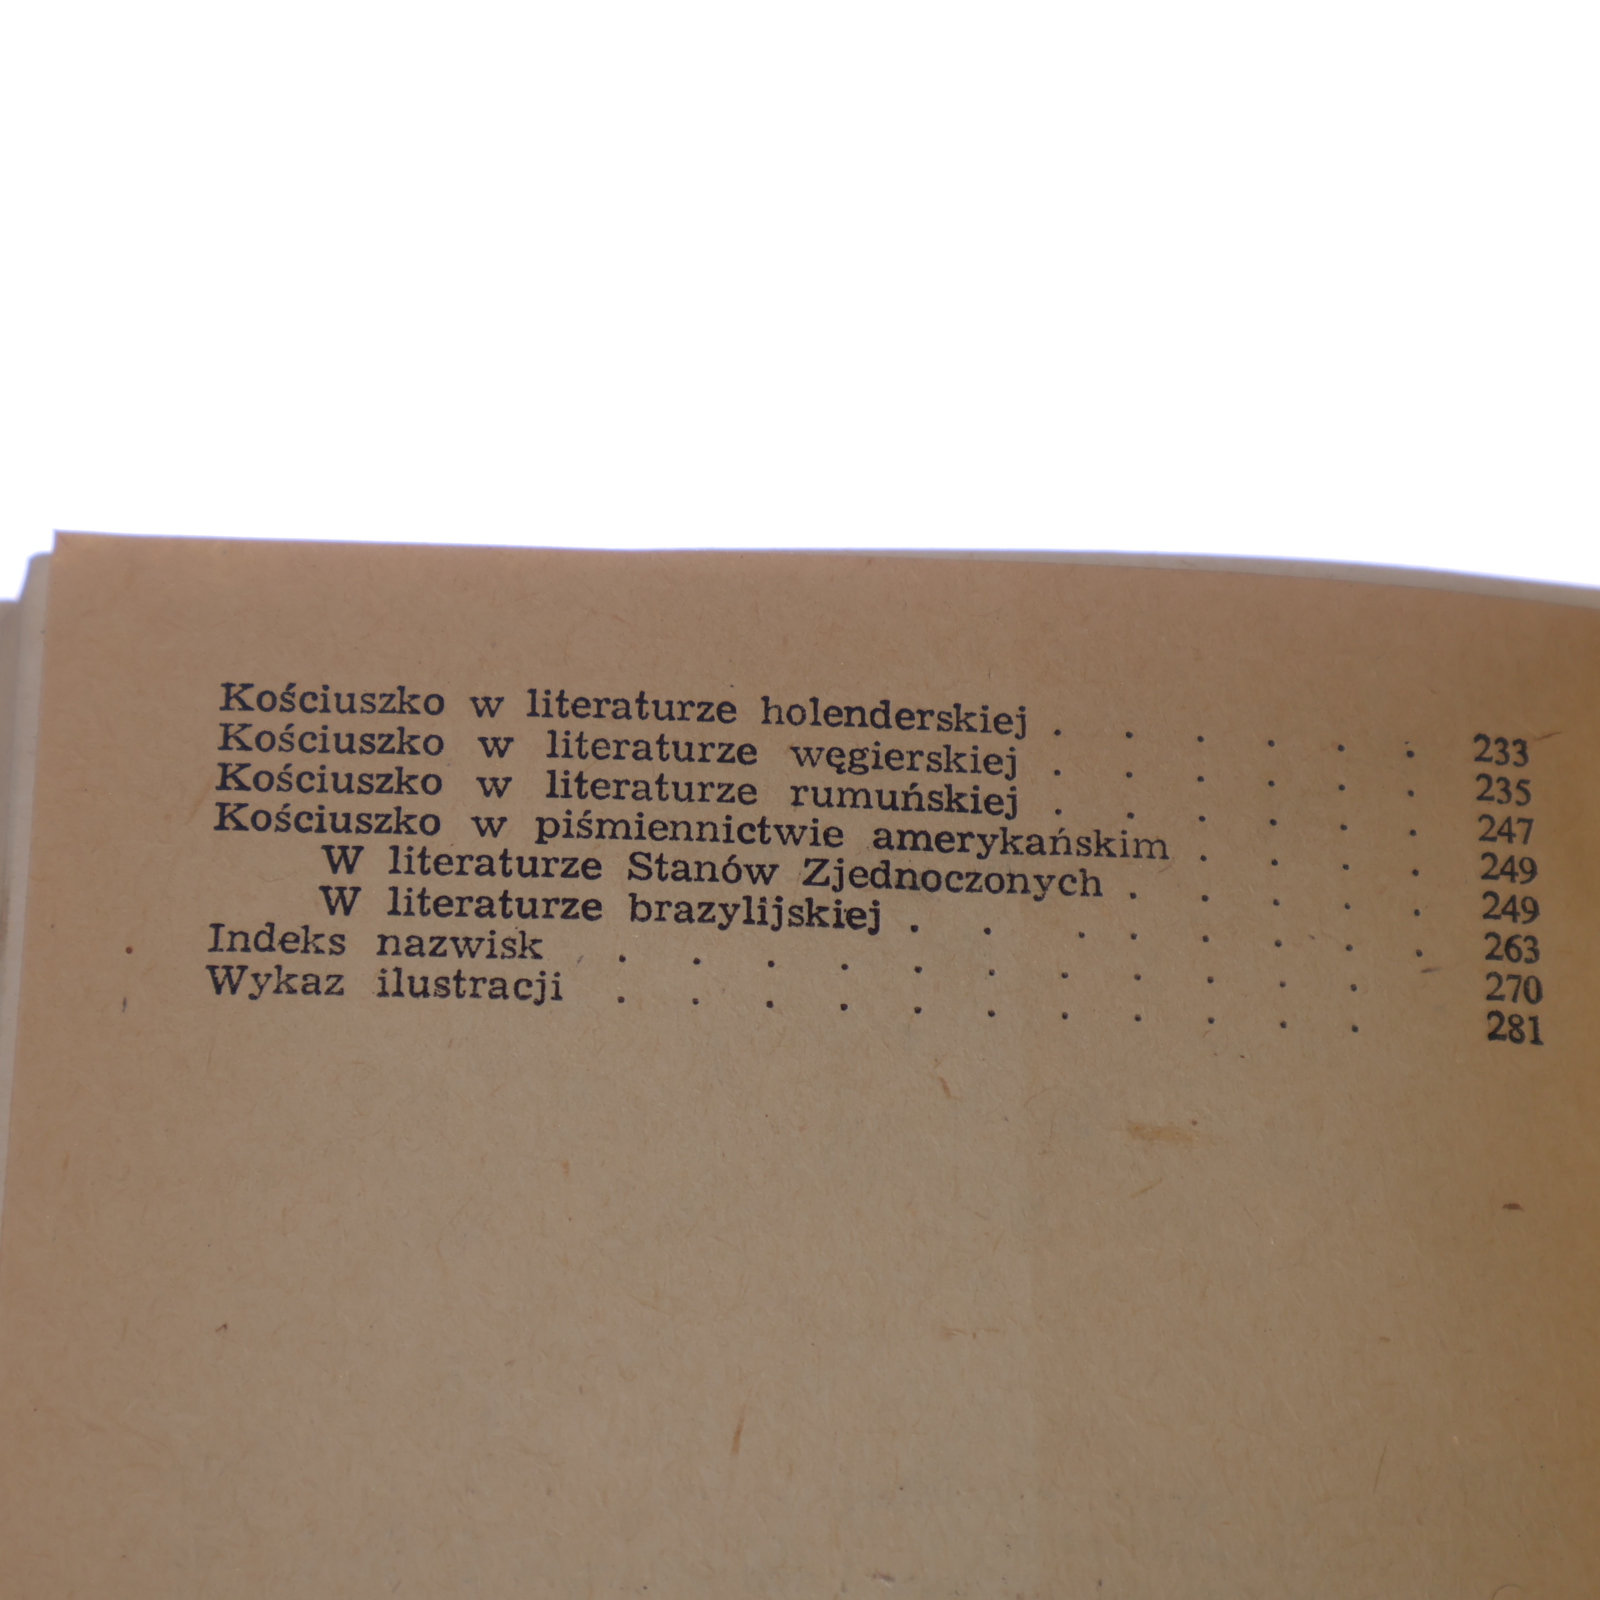 Kościuszko w literaturze holenderskiej . . . . . . 233
Kościuszko w literaturze węgierskiej . . . . . . 235
Kościuszko w literaturze rumuńskiej . . . . . . 247
Kościuszko w piśmiennictwie amerykańskim . . . . 249
W literaturze Stanów Zjednoczonych . . . . . 249
W literaturze brazylijskiej . . . . . . . . 263
Indeks nazwisk . . . . . . . . . . . 270
Wykaz ilustracji . . . . . . . . . . . 281